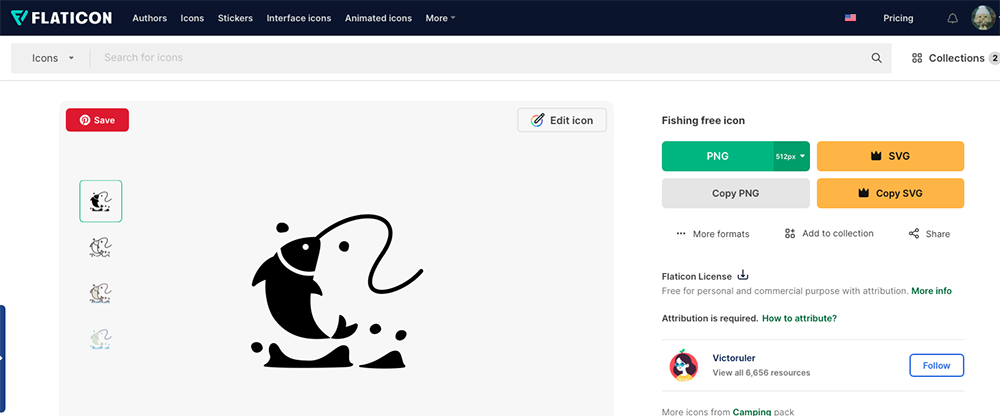 FLATICON Authors Icons Stickers Interface icons Animated icons More Pricing
Icons Search for icons Collections 2
Save Edit icon
Fishing free icon
PNG 512px SVG
Copy PNG Copy SVG
More formats Add to collection Share
Flaticon License
Free for personal and commercial purpose with attribution. More info
Attribution is required. How to attribute?
Victoruler
View all 6,656 resources
Follow
More icons from Camping pack